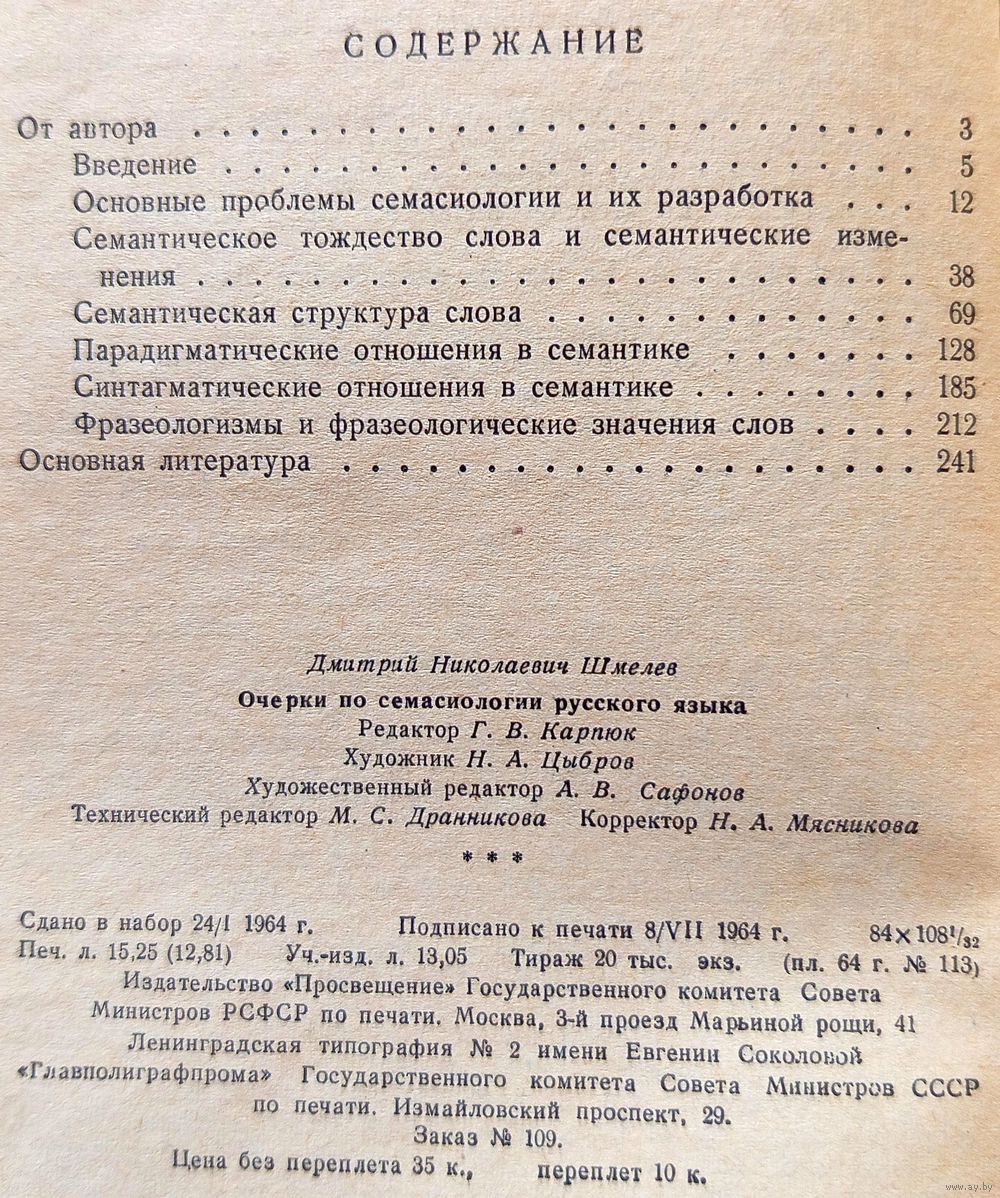 СОДЕРЖАНИЕ
От автора . . . . . . . . . . . . . . . . . . . . 3
Введение . . . . . . . . . . . . . . . . . . . 5
Основные проблемы семасиологии и их разработка . . . 12
Семантическое тождество слова и семантические изме-
нения . . . . . . . . . . . . . . . . . . . . 38
Семантическая структура слова . . . . . . . . . . . 69
Парадигматические отношения в семантике . . . . . . . 128
Синтагматические отношения в семантике . . . . . . . . 185
Фразеологизмы и фразеологические значения слов . . . . 212
Основная литература . . . . . . . . . . . . . . . . 241
Дмитрий Николаевич Шмелев
Очерки по семасиологии русского языка
Редактор Г. В. Карпюк
Художник Н. А. Цыбров
Художественный редактор А. В. Сафонов
Технический редактор М. С. Дранникова Корректор Н. А. Мясникова
* * *
Сдано в набор 24/I 1964 г. Подписано к печати 8/VII 1964 г. 84×108¹/₃₂
Печ. л. 15,25 (12,81) Уч.-изд. л. 13,05 Тираж 20 тыс. экз. (пл. 64 г. № 113)
Издательство «Просвещение» Государственного комитета Совета
Министров РСФСР по печати. Москва, 3-й проезд Марьиной рощи, 41
Ленинградская типография № 2 имени Евгении Соколовой
«Главполиграфпрома» Государственного комитета Совета Министров СССР
по печати. Измайловский проспект, 29.
Заказ № 109.
Цена без переплета 35 к., переплет 10 к.
www.ay.by